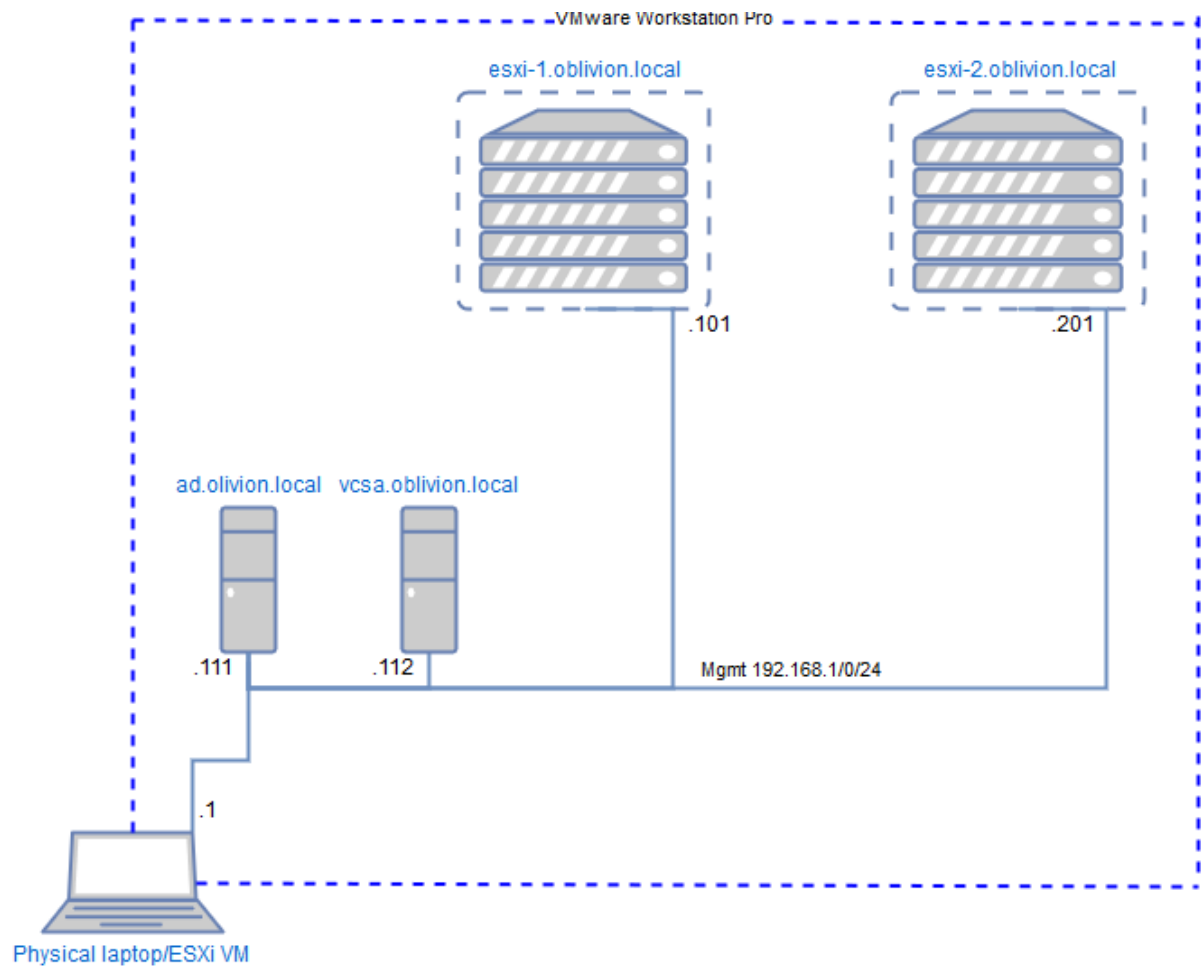 VMware Workstation Pro
esxi-1.oblivion.local
esxi-2.oblivion.local
.101
.201
ad.olivion.local
vcsa.oblivion.local
.111
.112
Mgmt 192.168.1/0/24
.1
Physical laptop/ESXi VM